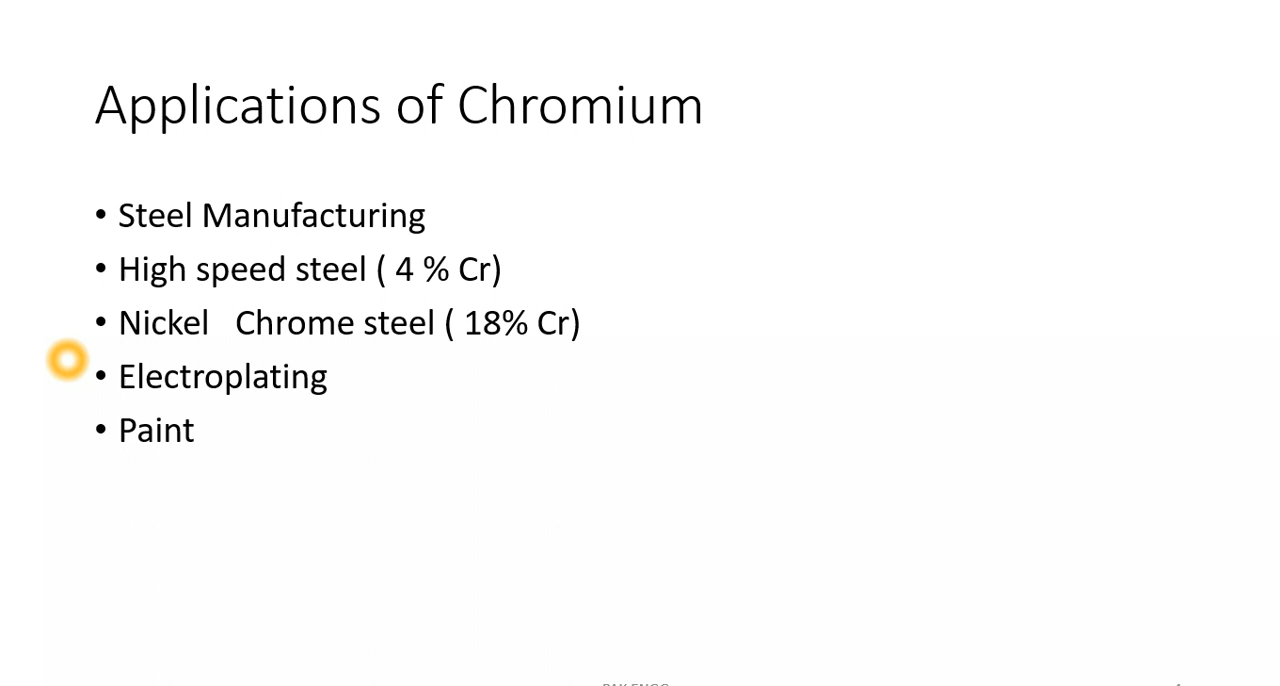 Applications of Chromium
• Steel Manufacturing
• High speed steel ( 4 % Cr)
• Nickel   Chrome steel ( 18% Cr)
• Electroplating
• Paint